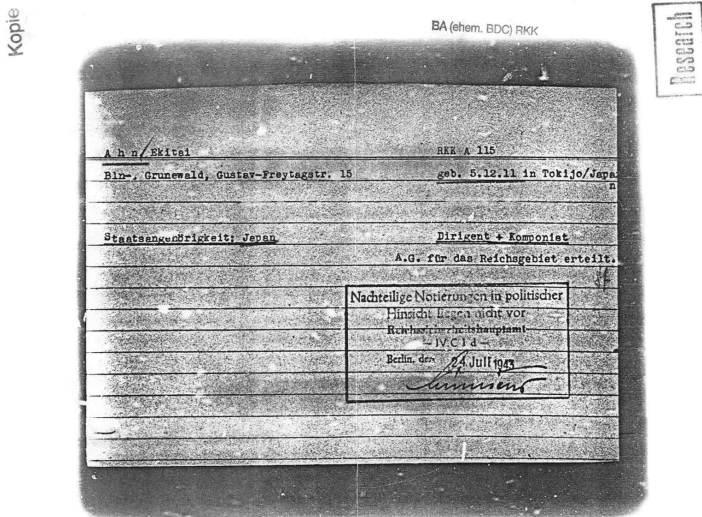 Kopie
BA (ehem. BDC) RKK
Research
Ahn/Ekitai
RKK A 115
Bln-, Grunewald, Gustav-Freytagstr. 15
geb. 5.12.11 in Tokijo/Japan
Staatsangehörigkeit: Japan
Dirigent + Komponist
A.G. für das Reichsgebiet erteilt.
Nachteilige Notierungen in politischer
Hinsicht liegen nicht vor
Reichssicherheitshauptamt
— IV C 1 d —
Berlin, den 24. Juli 1943